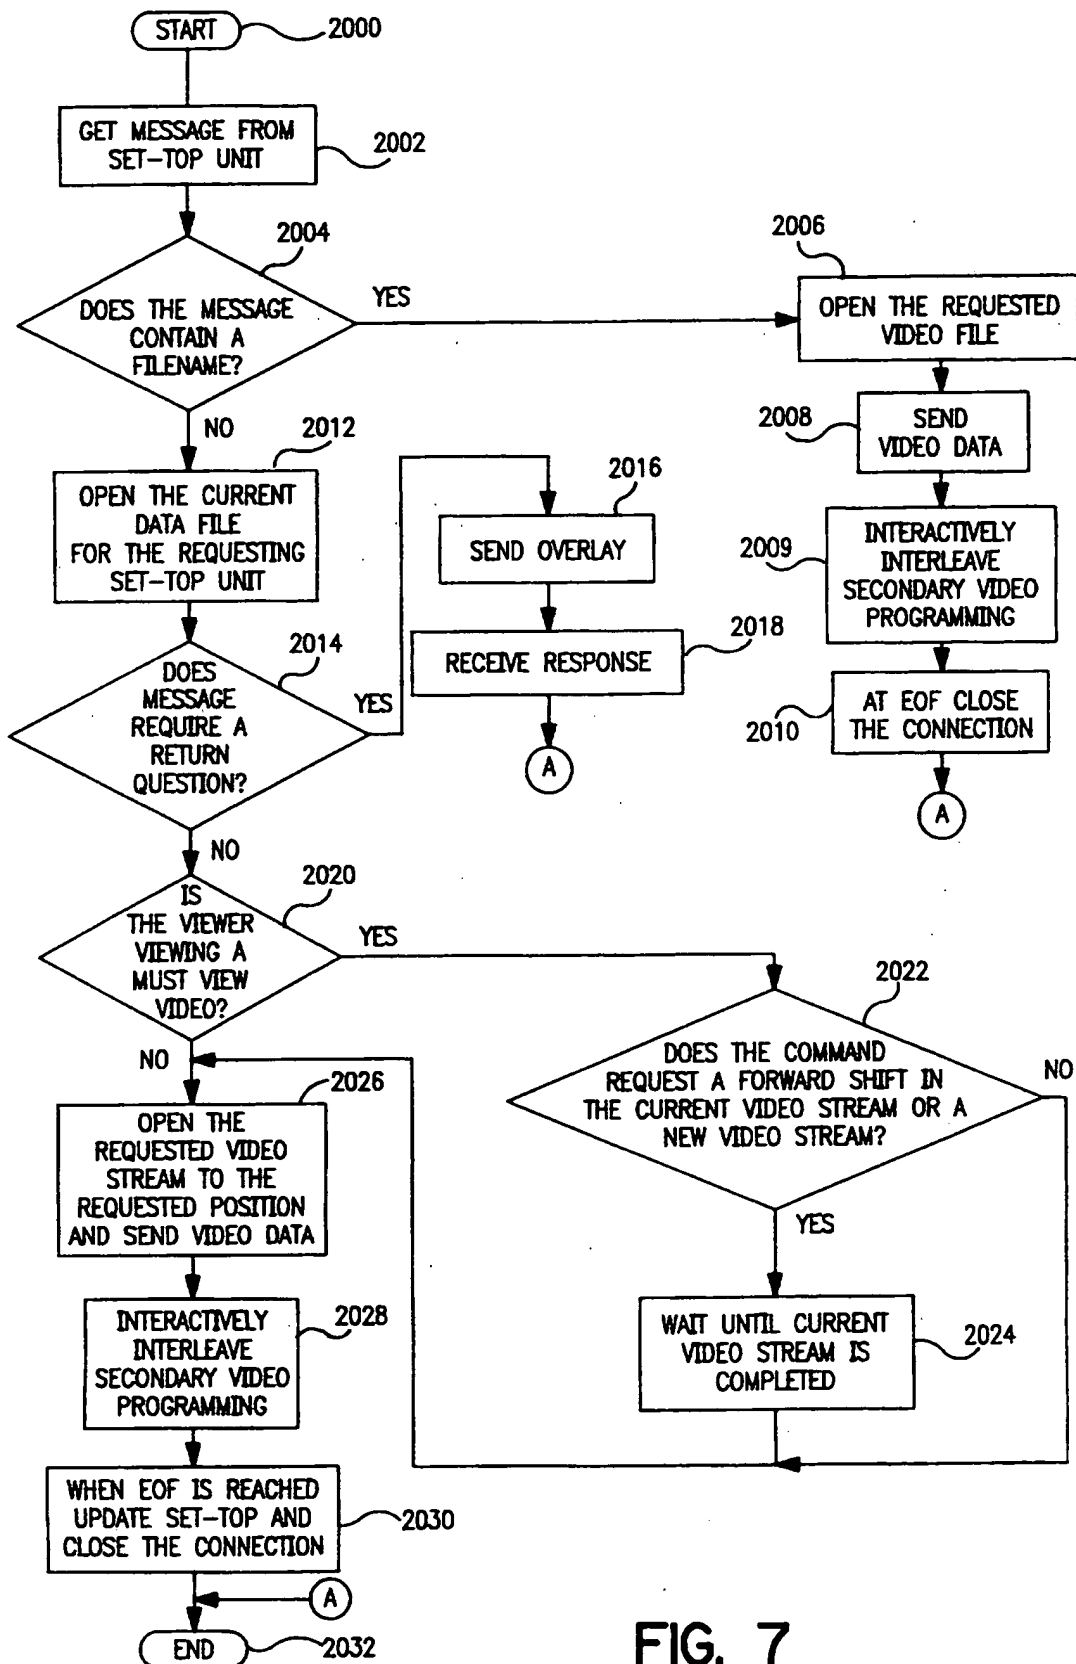 START
2000
GET MESSAGE FROM
SET-TOP UNIT
2002
2004
DOES THE MESSAGE
CONTAIN A
FILENAME?
YES
NO
2006
OPEN THE REQUESTED
VIDEO FILE
2008
SEND
VIDEO DATA
2009
INTERACTIVELY
INTERLEAVE
SECONDARY VIDEO
PROGRAMMING
2010
AT EOF CLOSE
THE CONNECTION
A
2012
OPEN THE CURRENT
DATA FILE
FOR THE REQUESTING
SET-TOP UNIT
2014
DOES
MESSAGE
REQUIRE A
RETURN
QUESTION?
YES
NO
2016
SEND OVERLAY
RECEIVE RESPONSE
2018
A
2020
IS
THE VIEWER
VIEWING A
MUST VIEW
VIDEO?
YES
NO
2022
DOES THE COMMAND
REQUEST A FORWARD SHIFT IN
THE CURRENT VIDEO STREAM OR A
NEW VIDEO STREAM?
NO
YES
WAIT UNTIL CURRENT
VIDEO STREAM IS
COMPLETED
2024
2026
OPEN THE
REQUESTED VIDEO
STREAM TO THE
REQUESTED POSITION
AND SEND VIDEO DATA
INTERACTIVELY
INTERLEAVE
SECONDARY VIDEO
PROGRAMMING
2028
WHEN EOF IS REACHED
UPDATE SET-TOP AND
CLOSE THE CONNECTION
2030
A
END
2032
FIG. 7